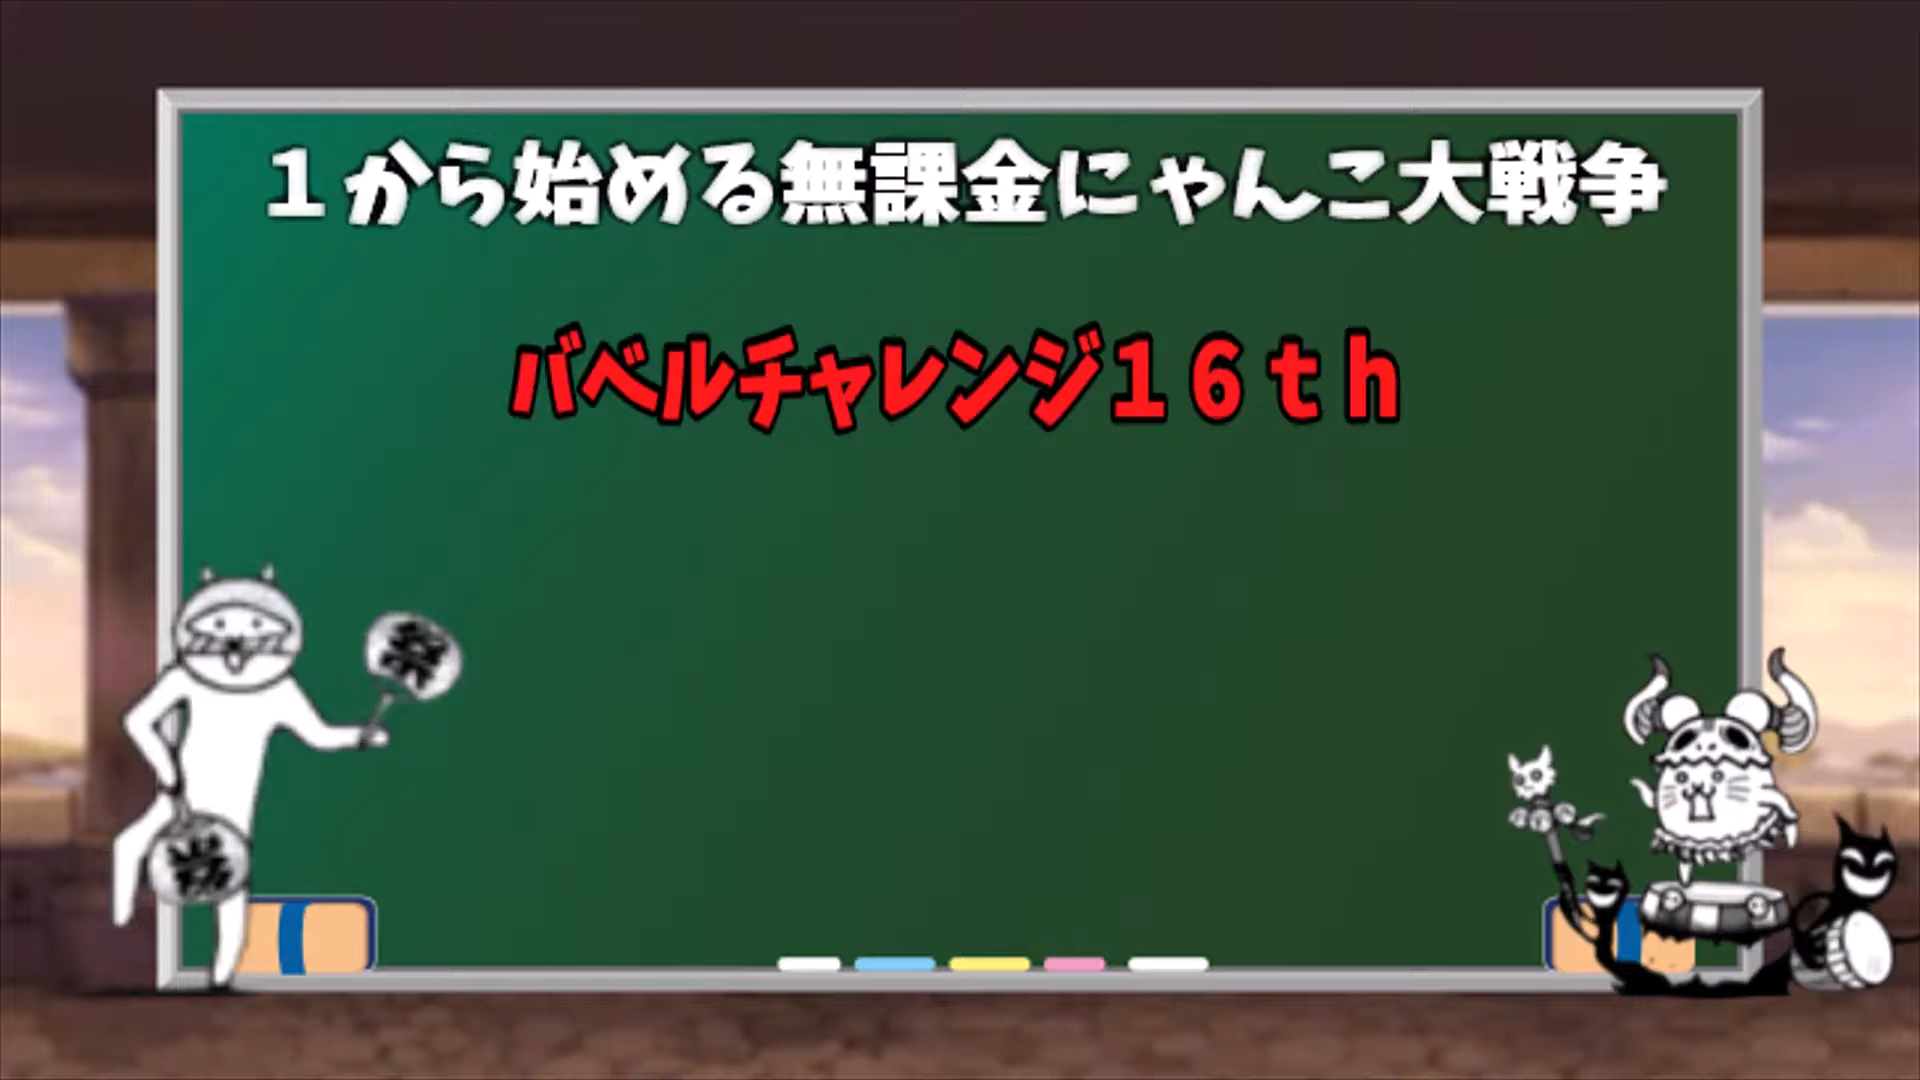 １から始める無課金にゃんこ大戦争
バベルチャレンジ１６ｔｈ
祭